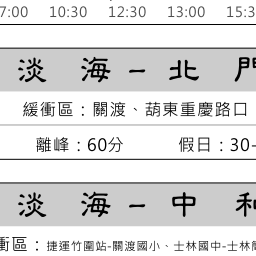 7:00 10:30 12:30 13:00 15:3
淡 海 – 北 門
緩衝區：關渡、葫東重慶路口
離峰：60分 假日：30-
淡 海 – 中 和
衝區：捷運竹圍站-關渡國小、士林國中-士林簡